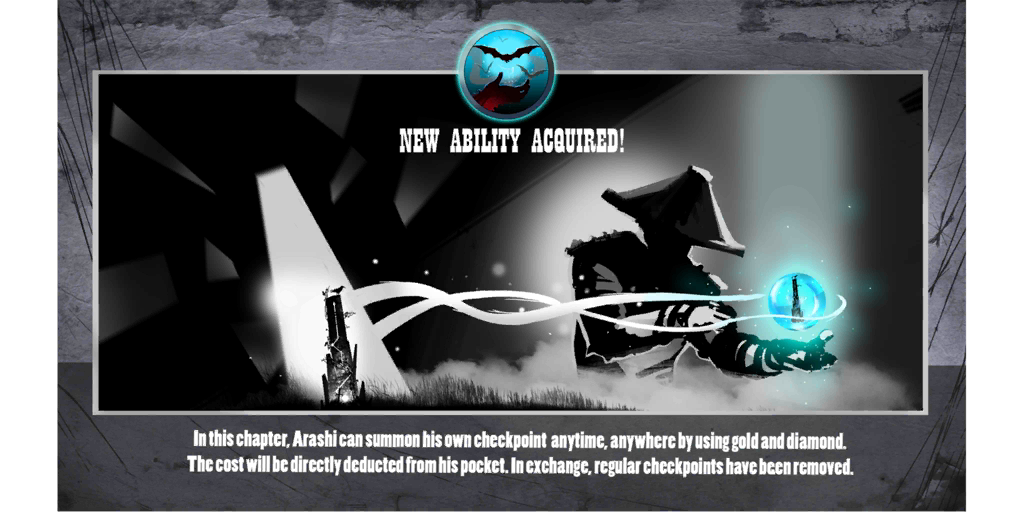 NEW ABILITY ACQUIRED!
In this chapter, Arashi can summon his own checkpoint anytime, anywhere by using gold and diamond.
The cost will be directly deducted from his pocket. In exchange, regular checkpoints have been removed.